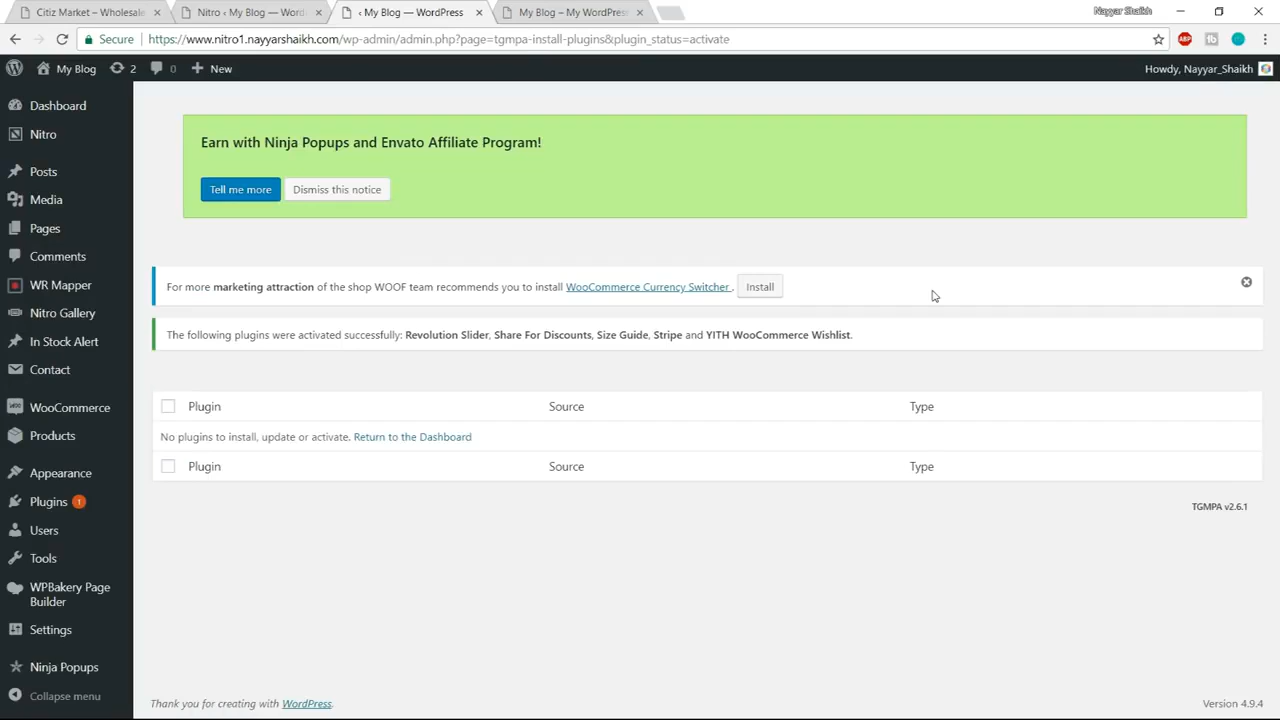 Citiz Market – Wholesale
Nitro ‹ My Blog — Word
‹ My Blog — WordPress
My Blog – My WordPress
Nayyar Shaikh
Secure
https://www.nitro1.nayyarshaikh.com/wp-admin/admin.php?page=tgmpa-install-plugins&plugin_status=activate
ABP
My Blog
2
0
New
Howdy, Nayyar_Shaikh
Dashboard
Nitro
Posts
Media
Pages
Comments
WR Mapper
Nitro Gallery
In Stock Alert
Contact
WooCommerce
Products
Appearance
Plugins 1
Users
Tools
WPBakery Page
Builder
Settings
Ninja Popups
Collapse menu
Earn with Ninja Popups and Envato Affiliate Program!
Tell me more
Dismiss this notice
For more marketing attraction of the shop WOOF team recommends you to install WooCommerce Currency Switcher . Install
The following plugins were activated successfully: Revolution Slider, Share For Discounts, Size Guide, Stripe and YITH WooCommerce Wishlist.
Plugin Source Type
No plugins to install, update or activate. Return to the Dashboard
Plugin Source Type
TGMPA v2.6.1
Thank you for creating with WordPress.
Version 4.9.4